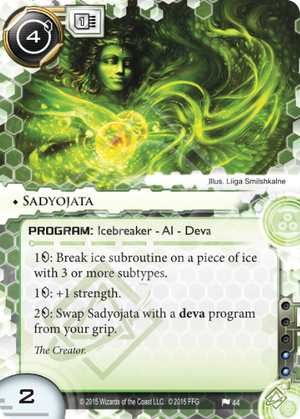 4
1
Illus. Liiga Smilshkalne
SADYOJATA
PROGRAM: Icebreaker - AI - Deva
1: Break ice subroutine on a piece of ice
with 3 or more subtypes.
1: +1 strength.
2: Swap Sadyojata with a deva program
from your grip.
The Creator.
2
© 2015 Wizards of the Coast LLC. © 2015 FFG
44